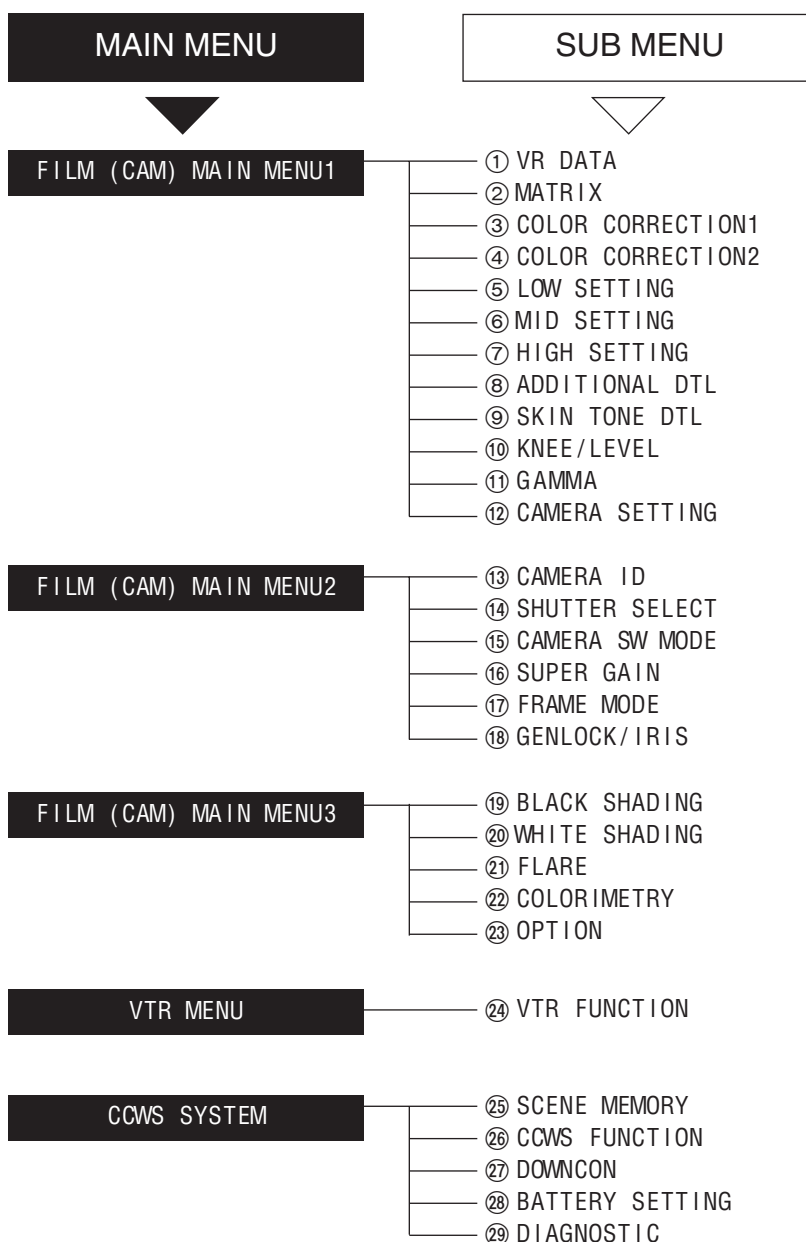 MAIN MENU
SUB MENU
FILM (CAM) MAIN MENU1
① VR DATA
② MATRIX
③ COLOR CORRECTION1
④ COLOR CORRECTION2
⑤ LOW SETTING
⑥ MID SETTING
⑦ HIGH SETTING
⑧ ADDITIONAL DTL
⑨ SKIN TONE DTL
⑩ KNEE/LEVEL
⑪ GAMMA
⑫ CAMERA SETTING
FILM (CAM) MAIN MENU2
⑬ CAMERA ID
⑭ SHUTTER SELECT
⑮ CAMERA SW MODE
⑯ SUPER GAIN
⑰ FRAME MODE
⑱ GENLOCK/IRIS
FILM (CAM) MAIN MENU3
⑲ BLACK SHADING
⑳ WHITE SHADING
㉑ FLARE
㉒ COLORIMETRY
㉓ OPTION
VTR MENU
㉔ VTR FUNCTION
CCWS SYSTEM
㉕ SCENE MEMORY
㉖ CCWS FUNCTION
㉗ DOWNCON
㉘ BATTERY SETTING
㉙ DIAGNOSTIC